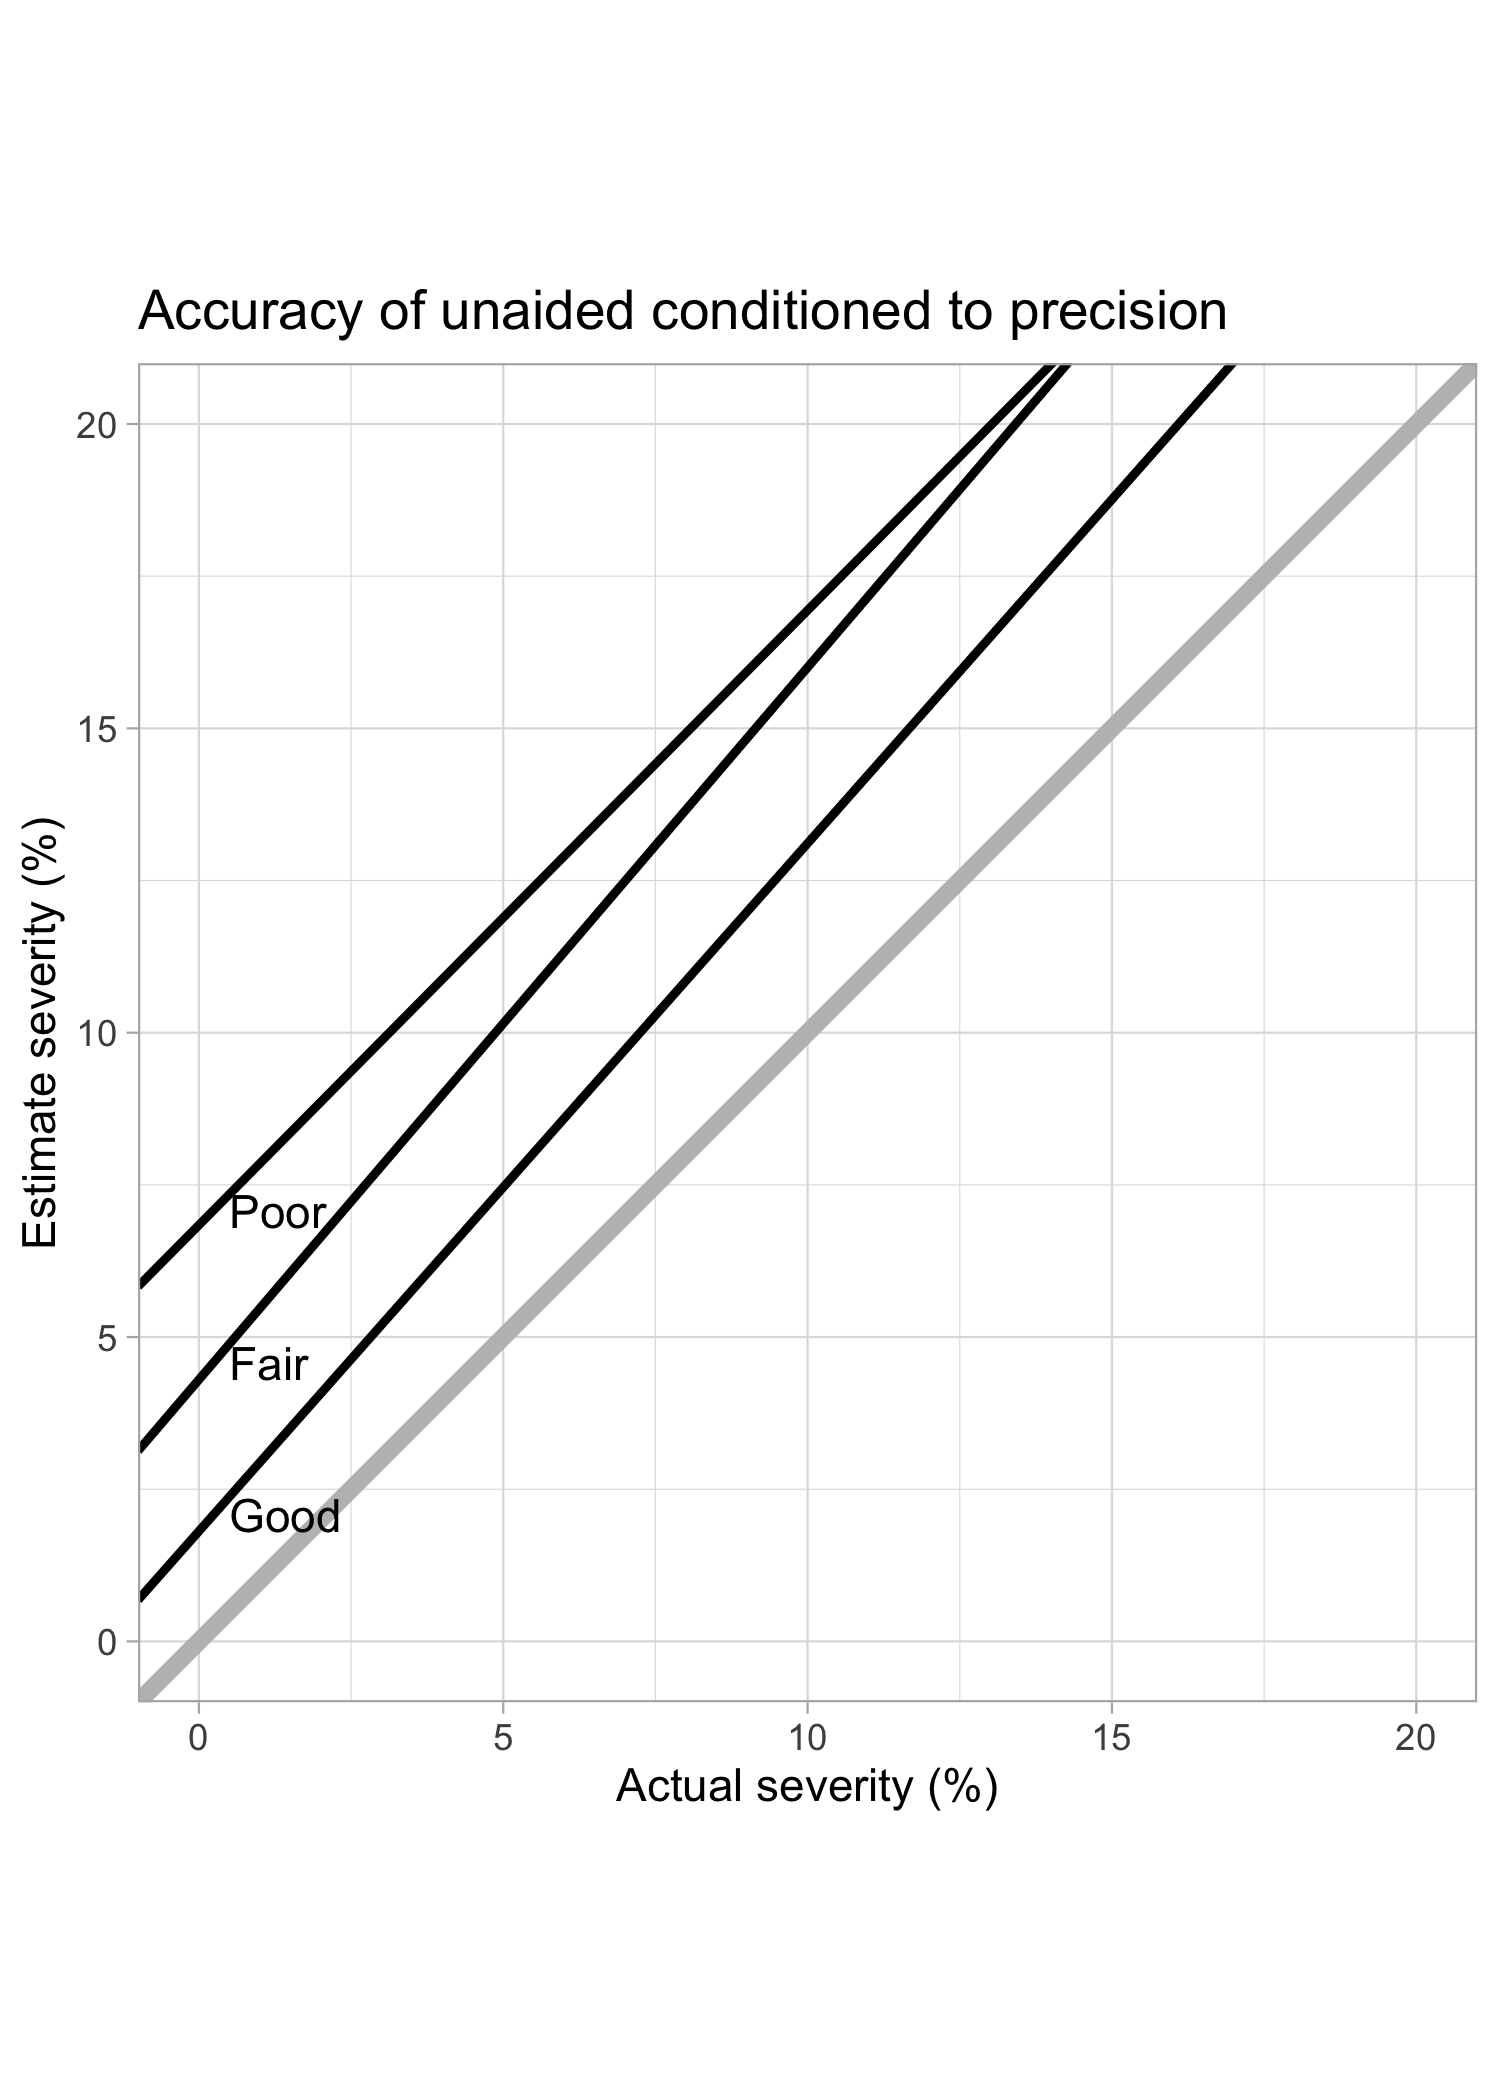 Accuracy of unaided conditioned to precision
20
15
10
5
0
Estimate severity (%)
Poor
Fair
Good
0 5 10 15 20
Actual severity (%)